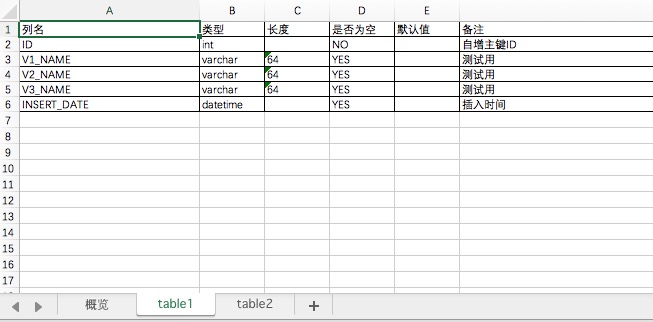 A B C D E
1 列名 类型 长度 是否为空 默认值 备注
2 ID int NO 自增主键ID
3 V1_NAME varchar 64 YES 测试用
4 V2_NAME varchar 64 YES 测试用
5 V3_NAME varchar 64 YES 测试用
6 INSERT_DATE datetime YES 插入时间
7
8
9
10
11
12
13
14
15
16
17
概览 table1 table2 +